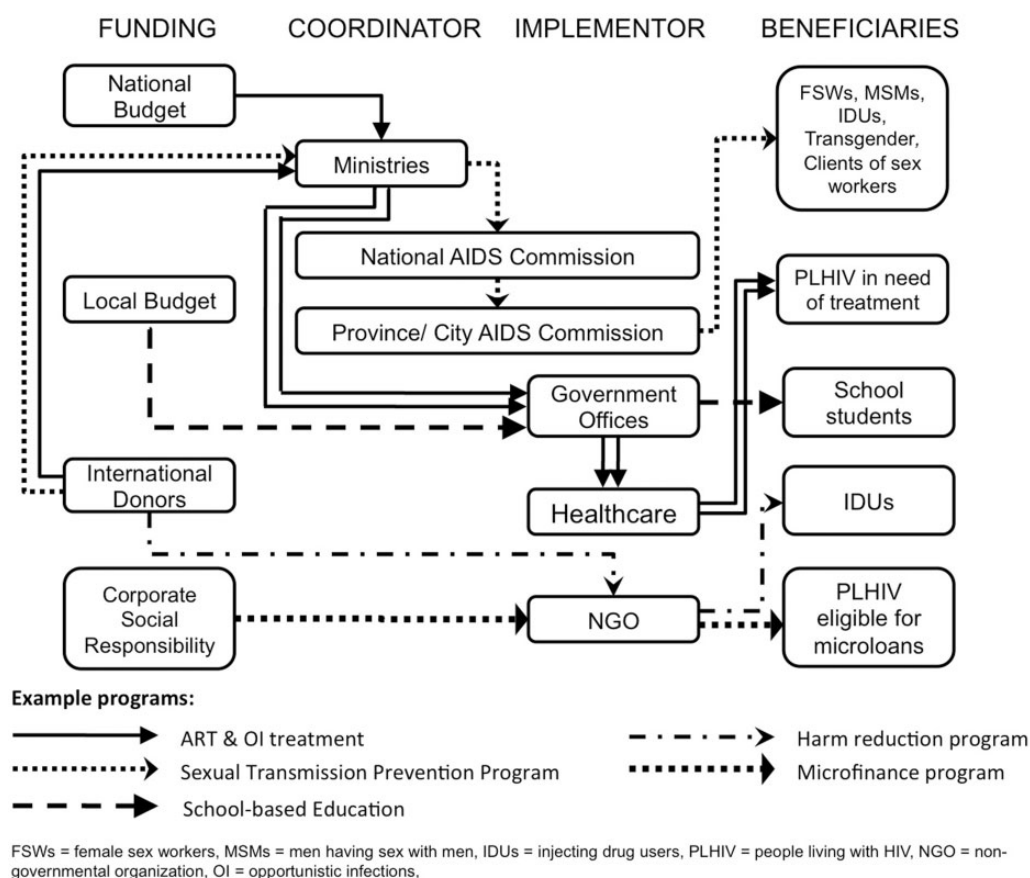 FUNDING COORDINATOR IMPLEMENTOR BENEFICIARIES
National
Budget
FSWs, MSMs,
IDUs,
Transgender,
Clients of sex
workers
Ministries
National AIDS Commission
PLHIV in need
of treatment
Local Budget
Province/ City AIDS Commission
Government
Offices
School
students
International
Donors
Healthcare
IDUs
Corporate
Social
Responsibility
NGO
PLHIV
eligible for
microloans
Example programs:
ART & OI treatment
Harm reduction program
Sexual Transmission Prevention Program
Microfinance program
School-based Education
FSWs = female sex workers, MSMs = men having sex with men, IDUs = injecting drug users, PLHIV = people living with HIV, NGO = non-
governmental organization, OI = opportunistic infections,